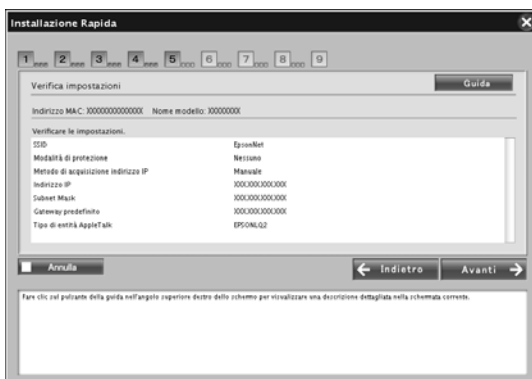 Installazione Rapida
1 2 3 4 5 6 7 8 9
Verifica impostazioni
Guida
Indirizzo MAC: XXXXXXXXXXXXXX Nome modello: XXXXXXXX
Verificare le impostazioni.
SSID EpsonNet
Modalità di protezione Nessuno
Metodo di acquisizione indirizzo IP Manuale
Indirizzo IP XXX.XXX.XXX.XXX
Subnet Mask XXX.XXX.XXX.XXX
Gateway predefinito XXX.XXX.XXX.XXX
Tipo di entità AppleTalk EPSONLQ2
Annulla
Indietro
Avanti
Fare clic sul pulsante della guida nell'angolo superiore destro dello schermo per visualizzare una descrizione dettagliata nella schermata corrente.